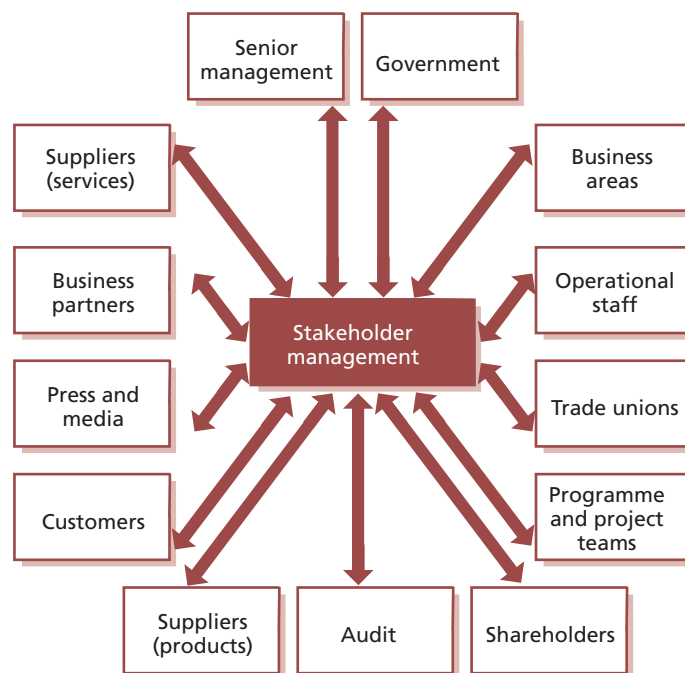 Senior
management
Government
Suppliers
(services)
Business
areas
Business
partners
Operational
staff
Stakeholder
management
Press and
media
Trade unions
Customers
Programme
and project
teams
Suppliers
(products)
Audit
Shareholders